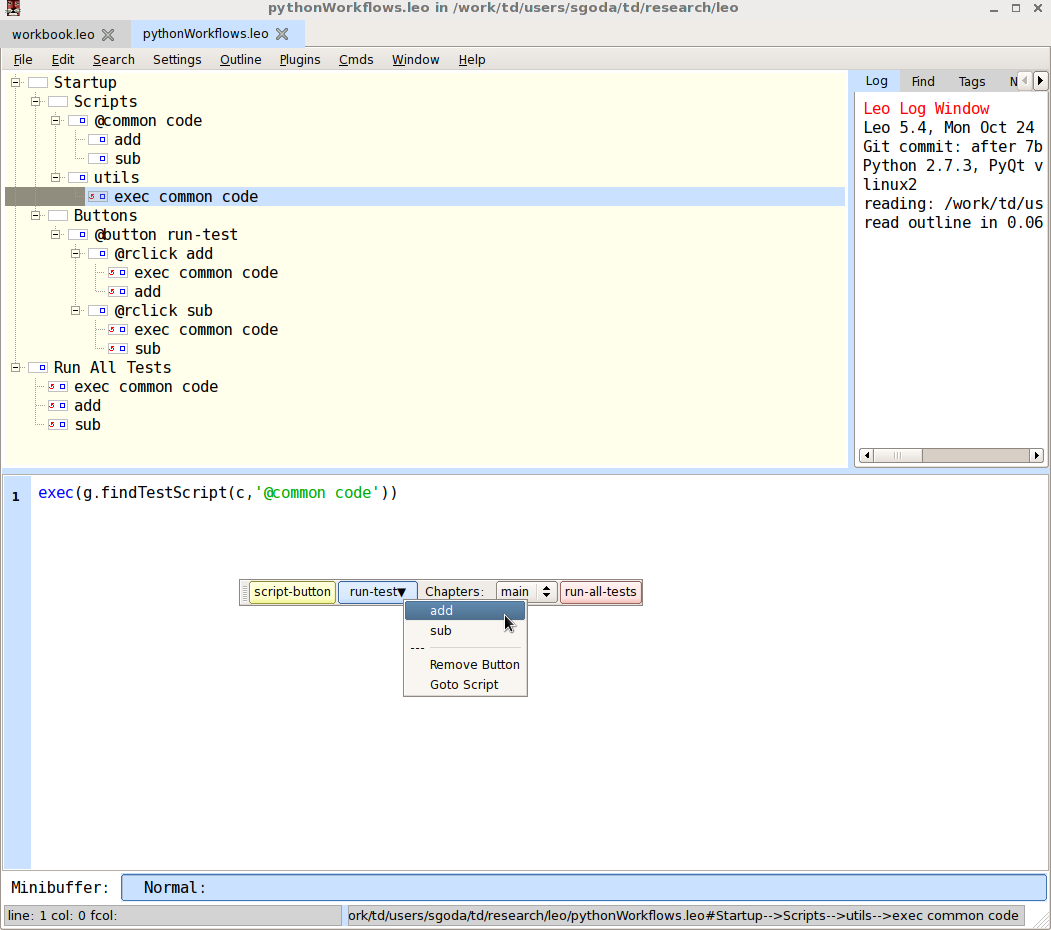 pythonWorkflows.leo in /work/td/users/sgoda/td/research/leo
workbook.leo pythonWorkflows.leo
File Edit Search Settings Outline Plugins Cmds Window Help
Startup
Scripts
@common code
add
sub
utils
exec common code
Buttons
@button run-test
@rclick add
exec common code
add
@rclick sub
exec common code
sub
Run All Tests
exec common code
add
sub
Log Find Tags N
Leo Log Window
Leo 5.4, Mon Oct 24
Git commit: after 7b
Python 2.7.3, PyQt v
linux2
reading: /work/td/us
read outline in 0.06
1 exec(g.findTestScript(c,'@common code'))
script-button run-test▼ Chapters: main run-all-tests
add
sub
---
Remove Button
Goto Script
Minibuffer: Normal:
line: 1 col: 0 fcol: ork/td/users/sgoda/td/research/leo/pythonWorkflows.leo#Startup-->Scripts-->utils-->exec common code